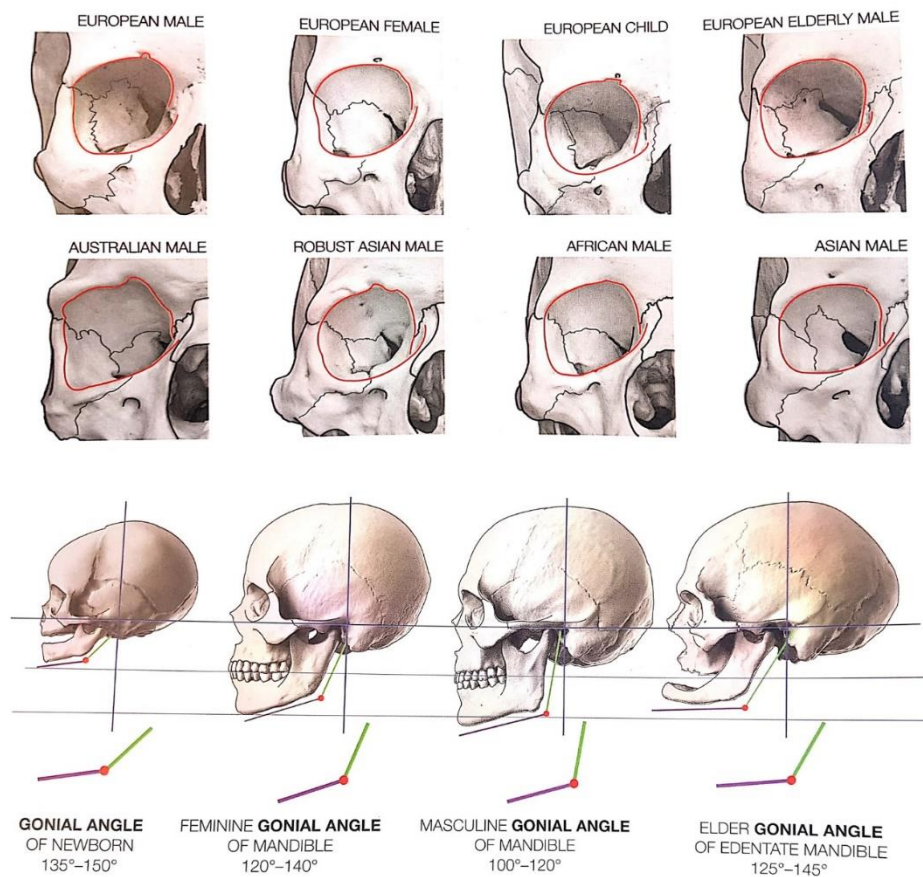 EUROPEAN MALE
EUROPEAN FEMALE
EUROPEAN CHILD
EUROPEAN ELDERLY MALE
AUSTRALIAN MALE
ROBUST ASIAN MALE
AFRICAN MALE
ASIAN MALE
GONIAL ANGLE
OF NEWBORN
135°–150°
FEMININE GONIAL ANGLE
OF MANDIBLE
120°–140°
MASCULINE GONIAL ANGLE
OF MANDIBLE
100°–120°
ELDER GONIAL ANGLE
OF EDENTATE MANDIBLE
125°–145°